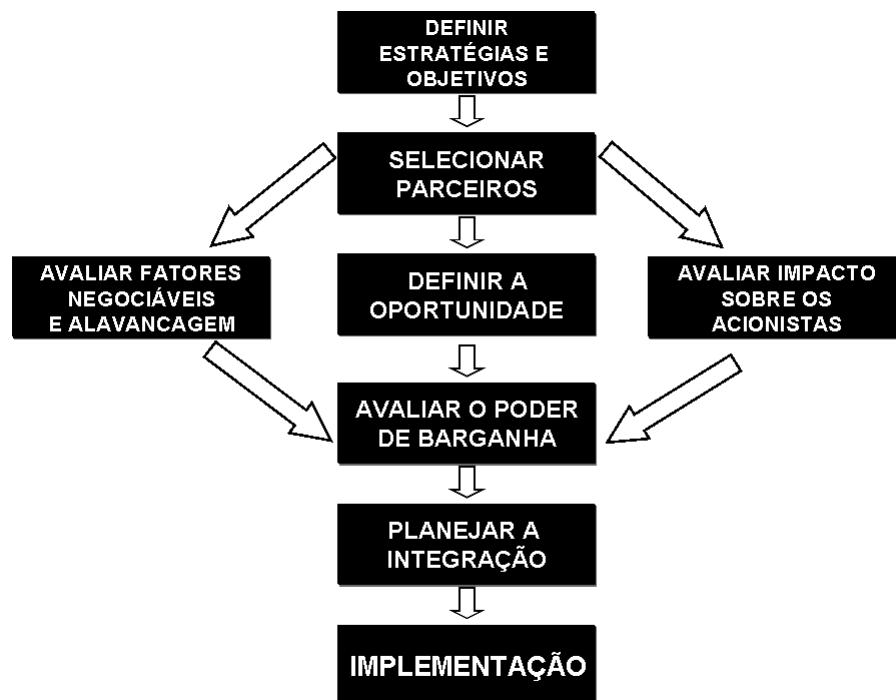 DEFINIR
ESTRATÉGIAS E
OBJETIVOS
SELECIONAR
PARCEIROS
AVALIAR FATORES
NEGOCIÁVEIS
E ALAVANCAGEM
DEFINIR A
OPORTUNIDADE
AVALIAR IMPACTO
SOBRE OS
ACIONISTAS
AVALIAR O PODER
DE BARGANHA
PLANEJAR A
INTEGRAÇÃO
IMPLEMENTAÇÃO